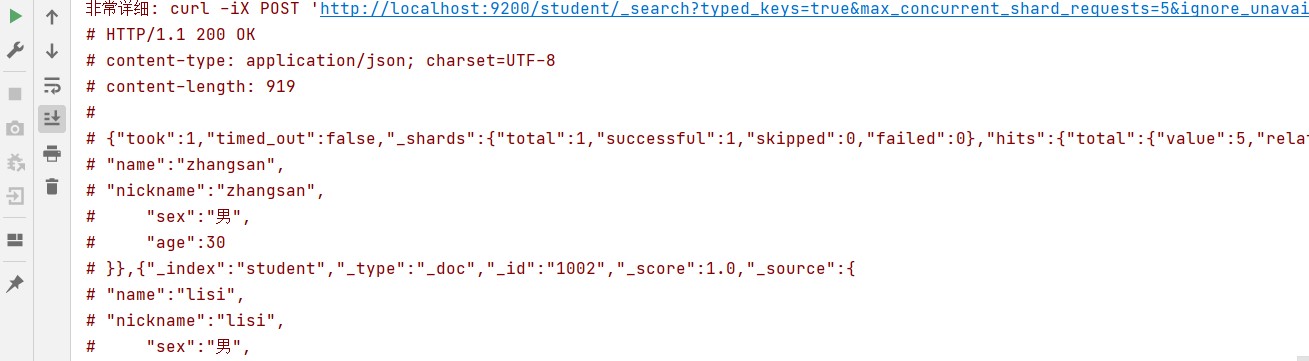 非常详细: curl -iX POST 'http://localhost:9200/student/_search?typed_keys=true&max_concurrent_shard_requests=5&ignore_unavai
# HTTP/1.1 200 OK
# content-type: application/json; charset=UTF-8
# content-length: 919
#
# {"took":1,"timed_out":false,"_shards":{"total":1,"successful":1,"skipped":0,"failed":0},"hits":{"total":{"value":5,"rela
# "name":"zhangsan",
# "nickname":"zhangsan",
#     "sex":"男",
#     "age":30
# }},{"_index":"student","_type":"_doc","_id":"1002","_score":1.0,"_source":{
# "name":"lisi",
# "nickname":"lisi",
#     "sex":"男",